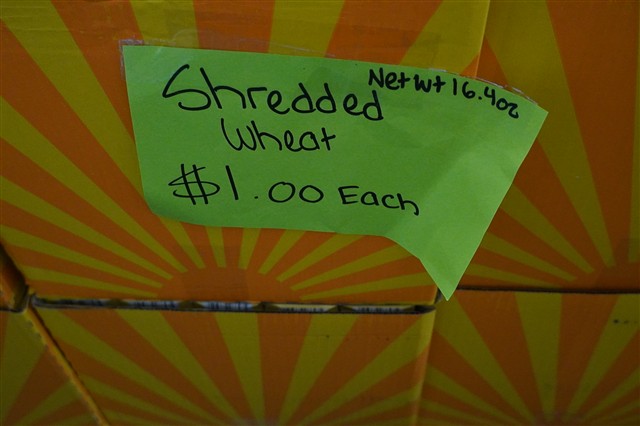 Shredded
Net Wt 16.4oz
Wheat
$1.00 Each